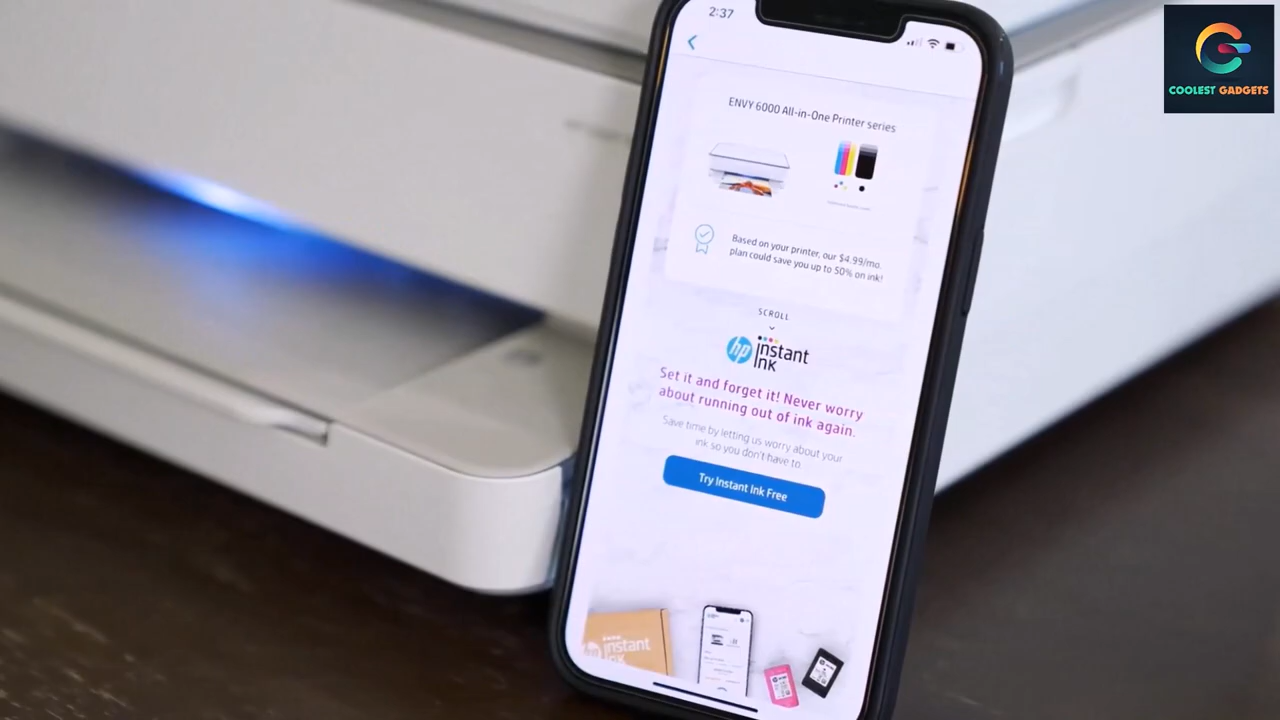 2:37
COOLEST GADGETS
ENVY 6000 All-in-One Printer series
Based on your printer, our $4.99/mo.
plan could save you up to 50% on ink!
SCROLL
hp instant
ink
Set it and forget it! Never worry
about running out of ink again.
Save time by letting us worry about your
ink so you don't have to.
Try Instant Ink Free
hp instant
ink